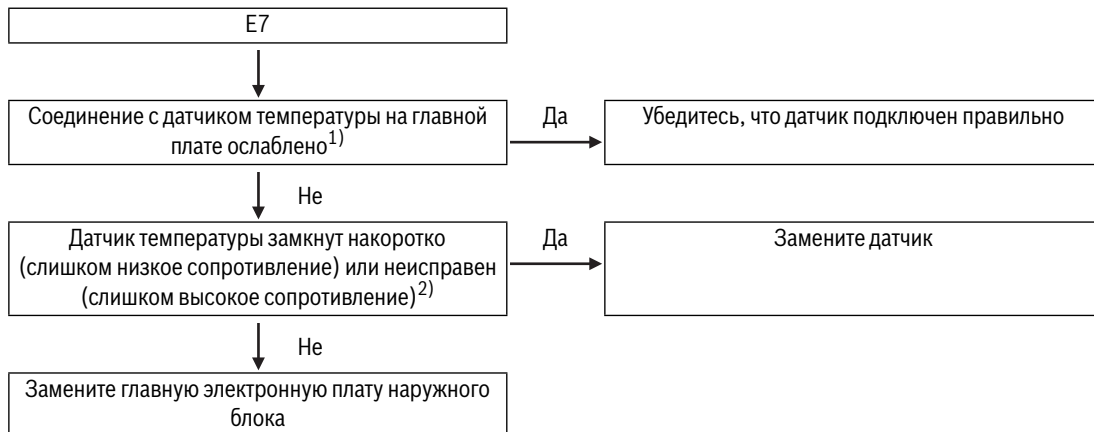 E7
Соединение с датчиком температуры на главной
плате ослаблено1)
Да
Убедитесь, что датчик подключен правильно
Не
Датчик температуры замкнут накоротко
(слишком низкое сопротивление) или неисправен
(слишком высокое сопротивление)2)
Да
Замените датчик
Не
Замените главную электронную плату наружного
блока